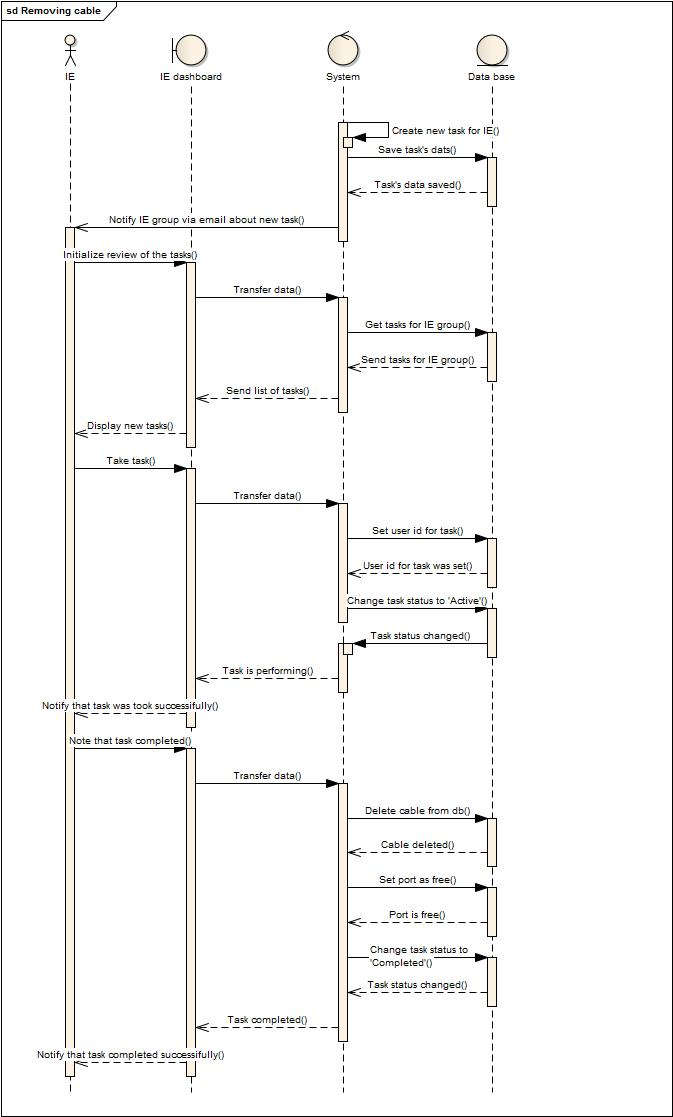 sd Removing cable
IE
IE dashboard
System
Data base
Create new task for IE()
Save task's dats()
Task's data saved()
Notify IE group via email about new task()
Initialize review of the tasks()
Transfer data()
Get tasks for IE group()
Send tasks for IE group()
Send list of tasks()
Display new tasks()
Take task()
Transfer data()
Set user id for task()
User id for task was set()
Change task status to 'Active'()
Task status changed()
Task is performing()
Notify that task was took successfully()
Note that task completed()
Transfer data()
Delete cable from db()
Cable deleted()
Set port as free()
Port is free()
Change task status to
'Completed'()
Task status changed()
Task completed()
Notify that task completed successfully()